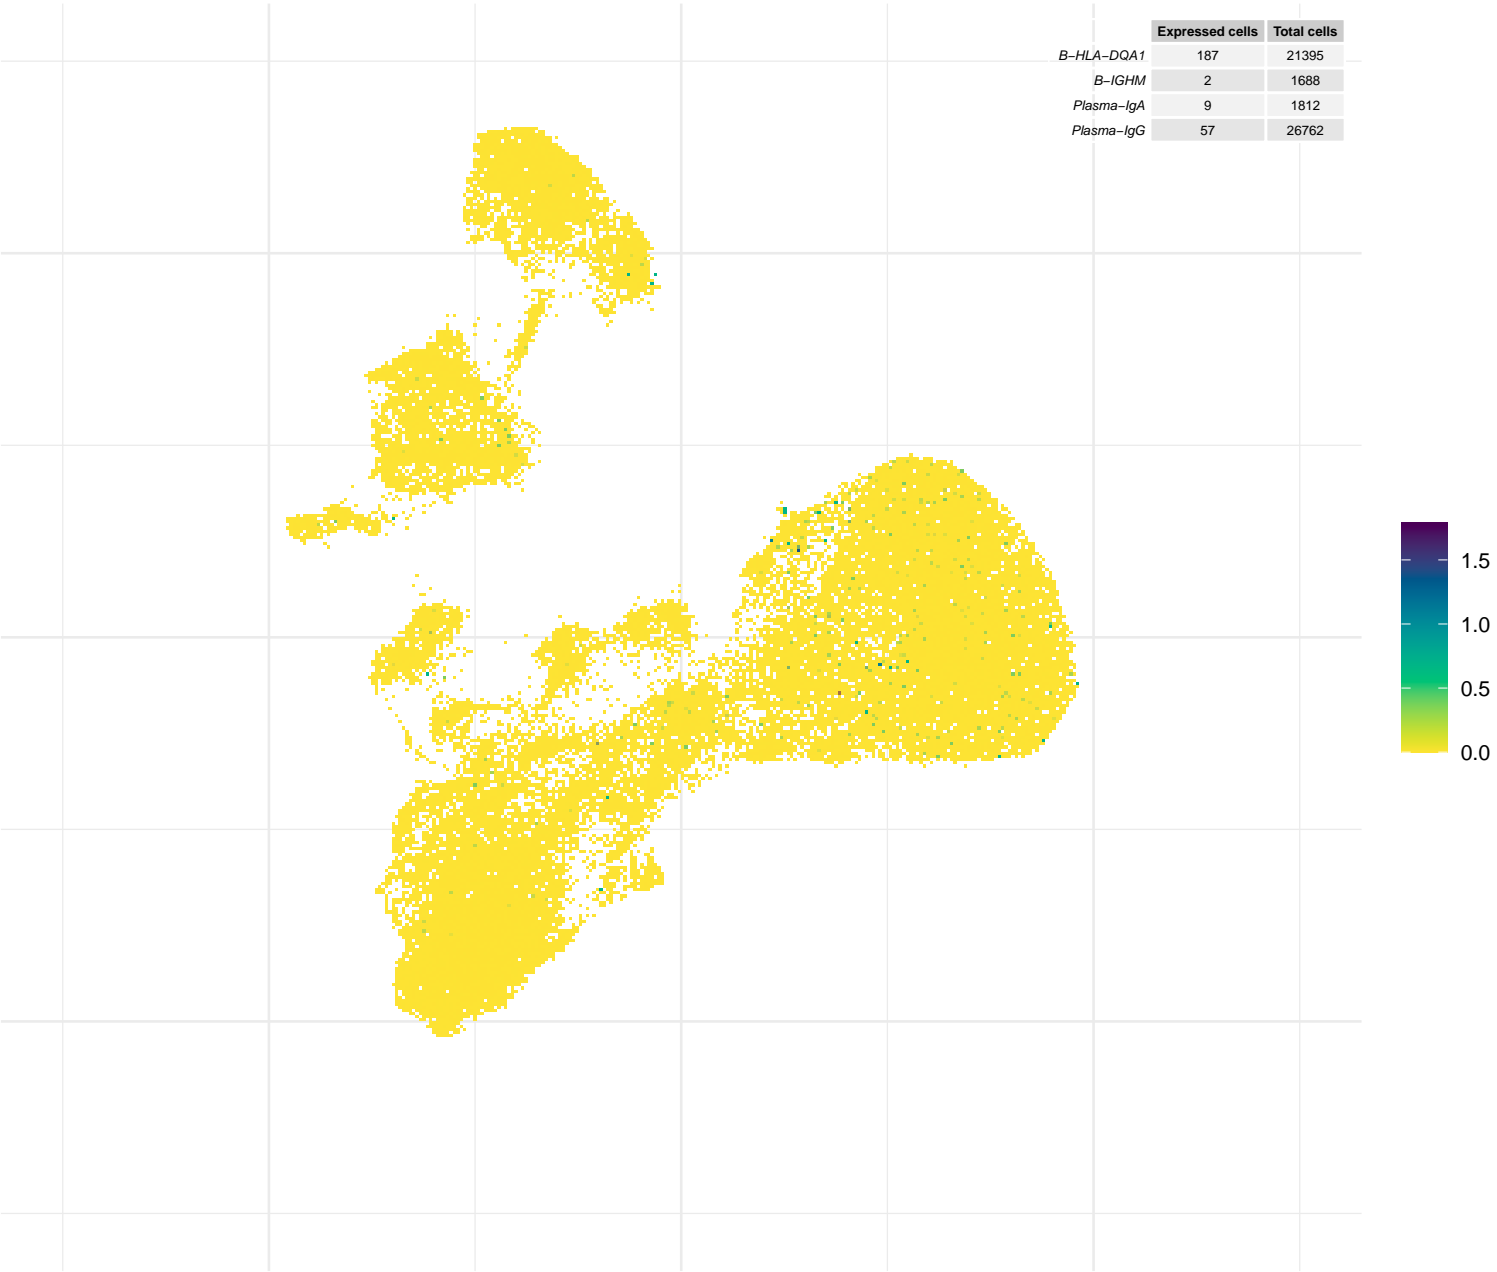 Expressed cells Total cells
B−HLA−DQA1 187 21395
B−IGHM 2 1688
Plasma−IgA 9 1812
Plasma−IgG 57 26762
1.5
1.0
0.5
0.0